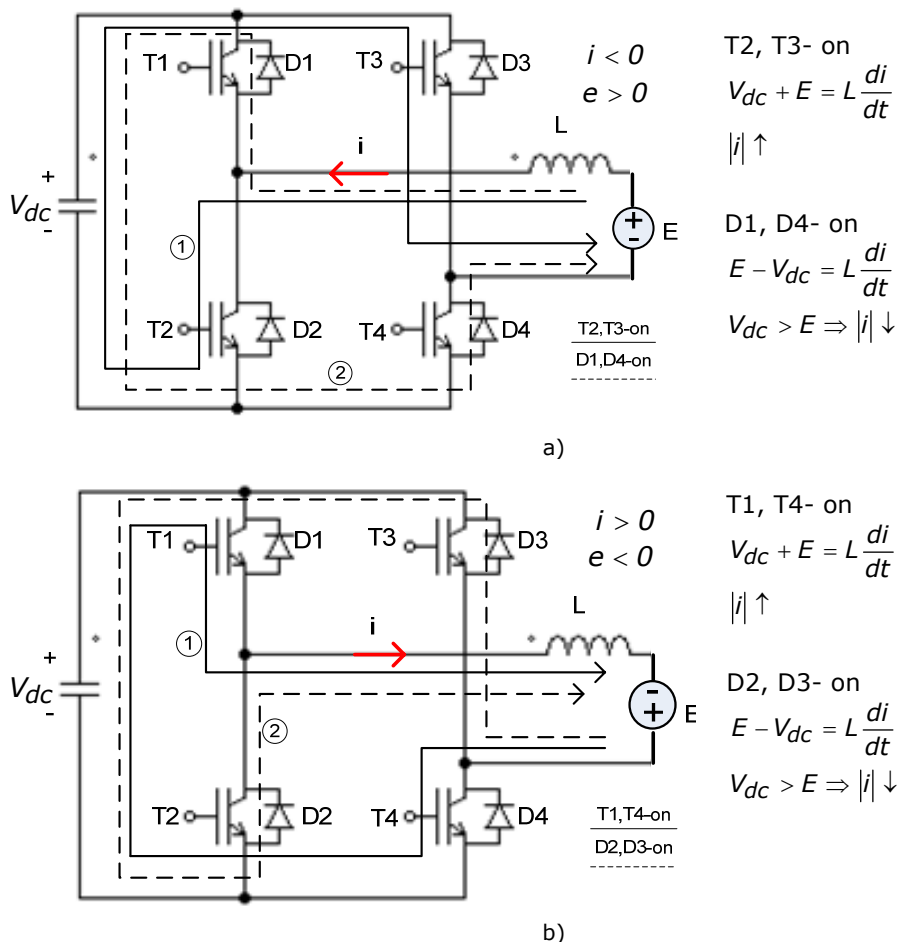 T1
D1
T3
D3
i < 0
e > 0
T2, T3- on
V_dc + E = L di/dt
|i| ↑
i
L
+
V_dc
-
1
+
-
E
D1, D4- on
E − V_dc = L di/dt
V_dc > E ⇒ |i| ↓
T2
D2
T4
D4
2
T2,T3-on
D1,D4-on
a)
T1
D1
T3
D3
i > 0
e < 0
T1, T4- on
V_dc + E = L di/dt
|i| ↑
i
L
1
+
V_dc
-
-
+
E
2
D2, D3- on
E − V_dc = L di/dt
V_dc > E ⇒ |i| ↓
T2
D2
T4
D4
T1,T4-on
D2,D3-on
b)